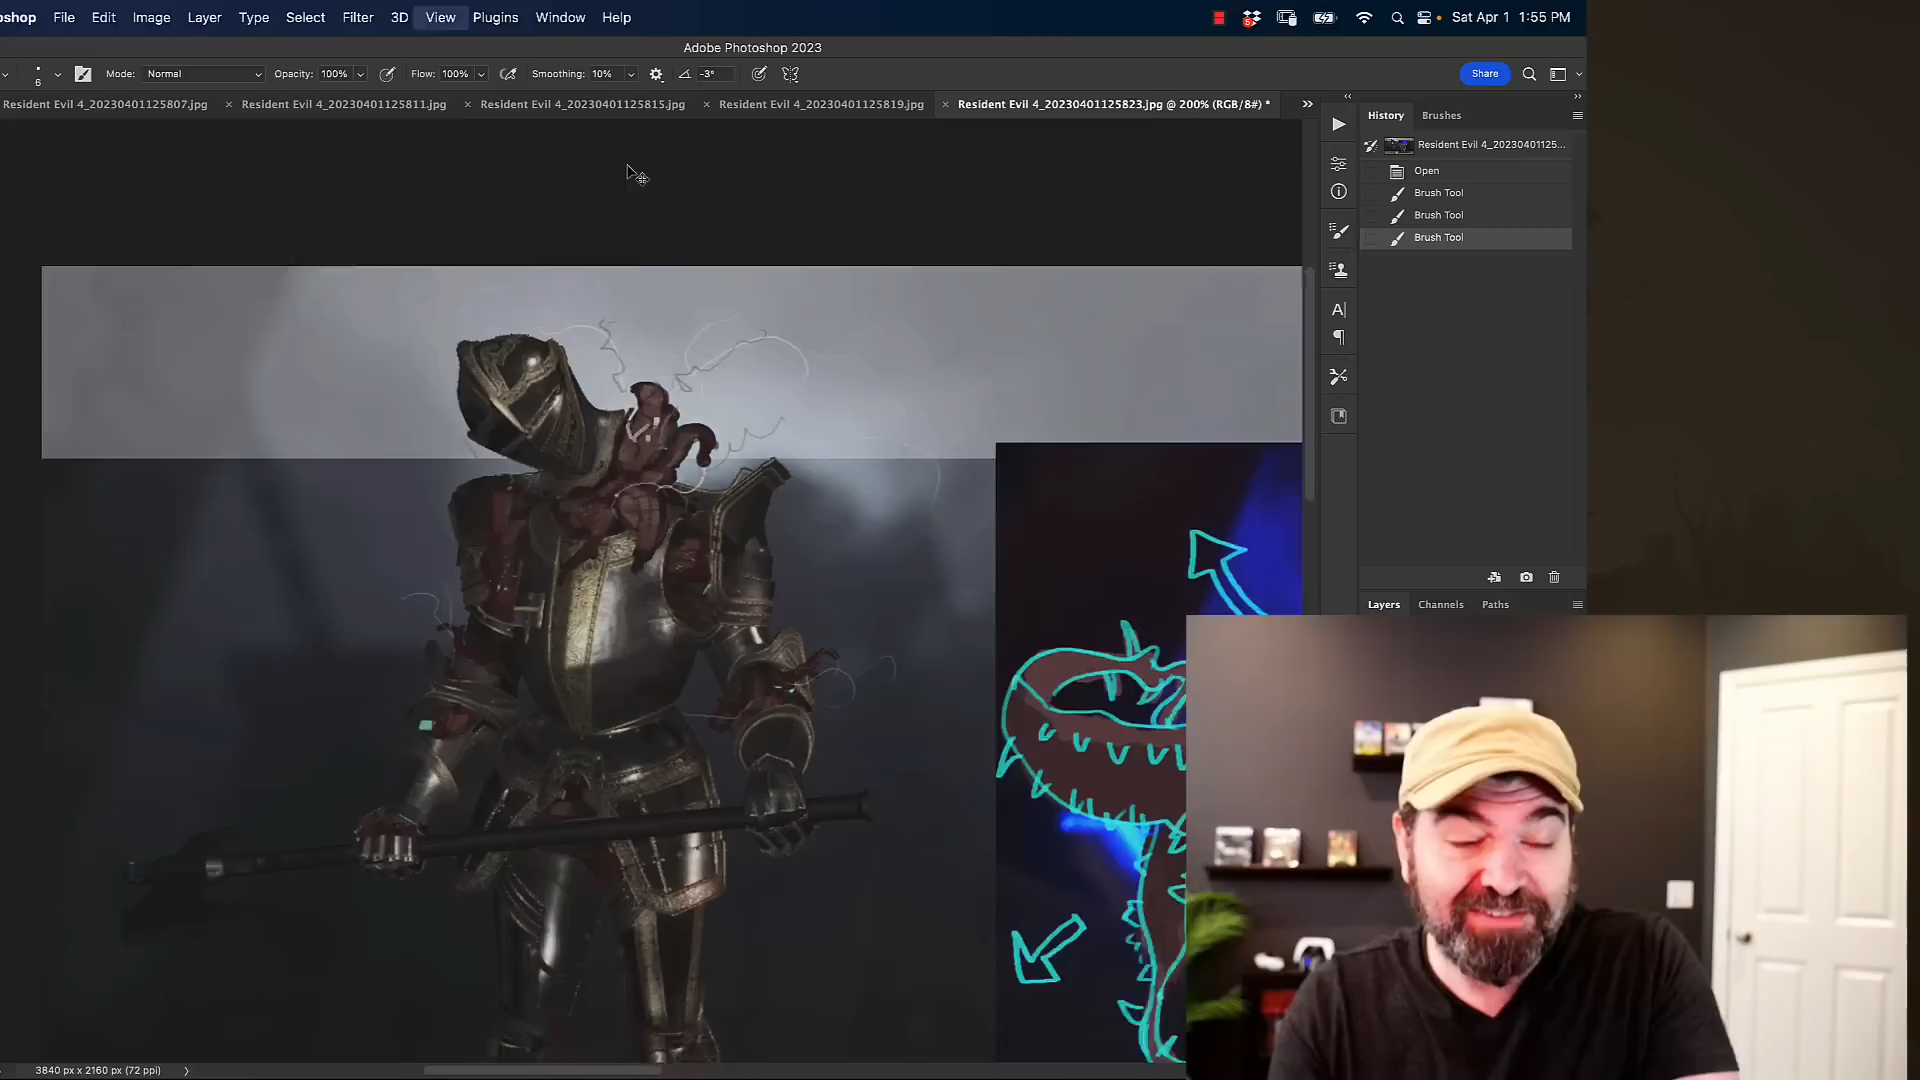 oshop File Edit Image Layer Type Select Filter 3D View Plugins Window Help Sat Apr 1 1:55 PM
Adobe Photoshop 2023
6 Mode: Normal Opacity: 100% Flow: 100% Smoothing: 10% -3° Share
Resident Evil 4_20230401125807.jpg × Resident Evil 4_20230401125811.jpg × Resident Evil 4_20230401125815.jpg × Resident Evil 4_20230401125819.jpg × Resident Evil 4_20230401125823.jpg @ 200% (RGB/8#) *
History Brushes
Resident Evil 4_20230401125...
Open
Brush Tool
Brush Tool
Brush Tool
Layers Channels Paths
3840 px x 2160 px (72 ppi)